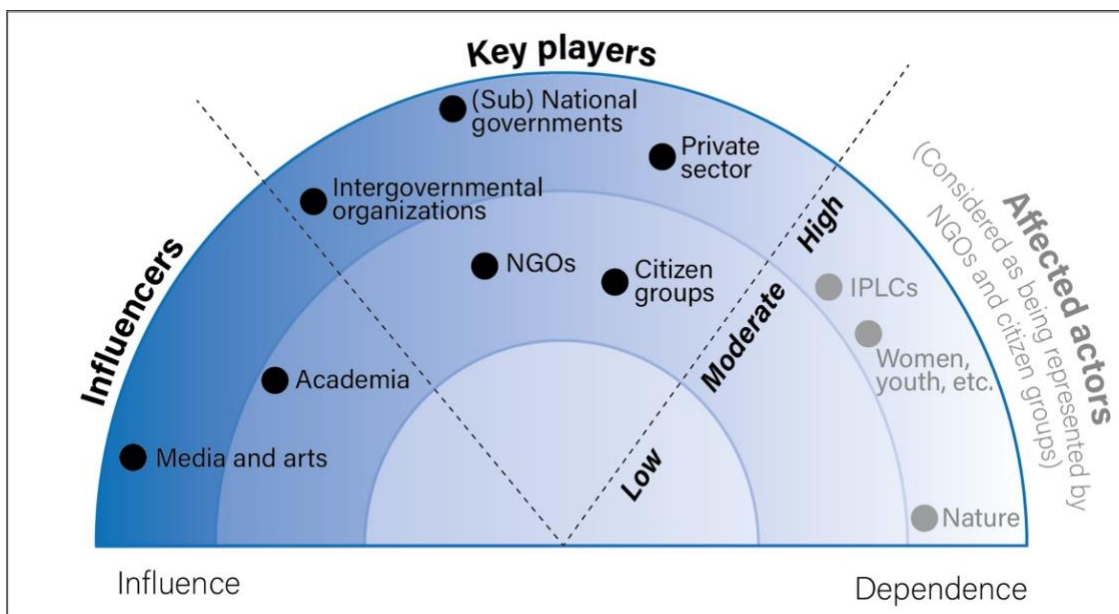 Key players
(Sub) National
governments
Private
sector
Intergovernmental
organizations
NGOs
Citizen
groups
Influencers
Academia
Media and arts
High
Moderate
Low
IPLCs
Women,
youth, etc.
Nature
Affected actors
(Considered as being represented by
NGOs and citizen groups)
Influence
Dependence